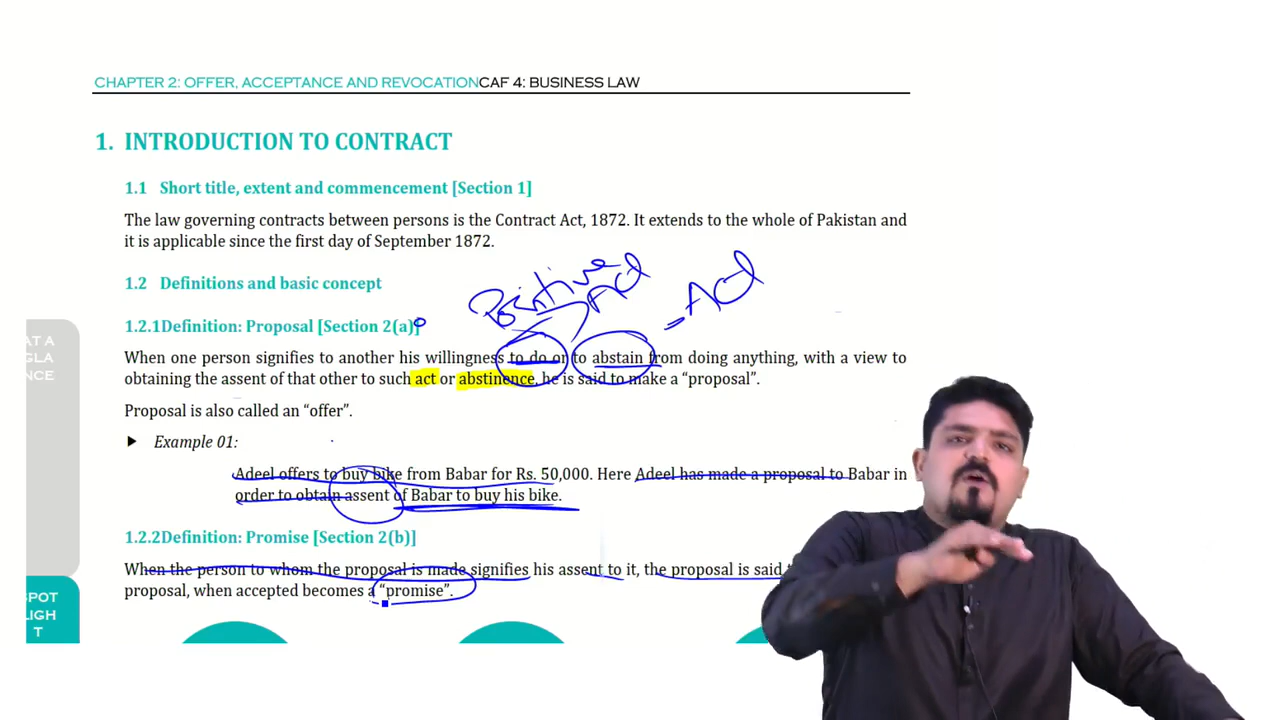 CHAPTER 2: OFFER, ACCEPTANCE AND REVOCATIONCAF 4: BUSINESS LAW
1. INTRODUCTION TO CONTRACT
1.1 Short title, extent and commencement [Section 1]
The law governing contracts between persons is the Contract Act, 1872. It extends to the whole of Pakistan and
it is applicable since the first day of September 1872.
1.2 Definitions and basic concept
Positive Act
- Act
1.2.1Definition: Proposal [Section 2(a)]
When one person signifies to another his willingness to do or to abstain from doing anything, with a view to
obtaining the assent of that other to such act or abstinence, he is said to make a “proposal”.
Proposal is also called an “offer”.
Example 01:
Adeel offers to buy bike from Babar for Rs. 50,000. Here Adeel has made a proposal to Babar in
order to obtain assent of Babar to buy his bike.
1.2.2Definition: Promise [Section 2(b)]
When the person to whom the proposal is made signifies his assent to it, the proposal is said
proposal, when accepted becomes a “promise”.
AT A
GLA
NCE
SPOT
LIGH
T